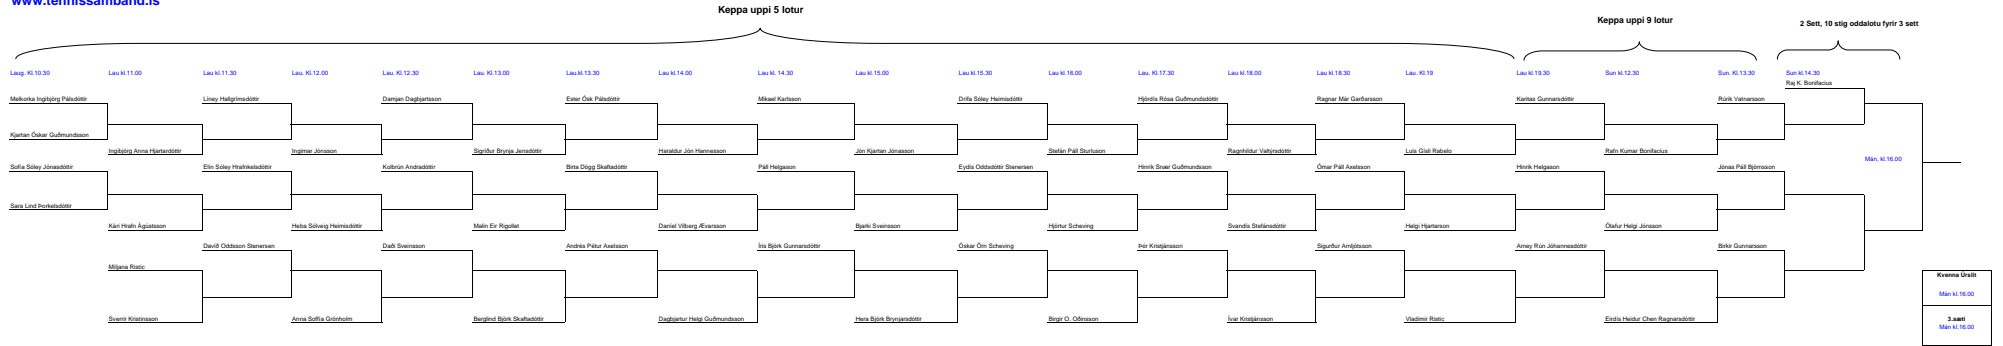 www.tennissamband.is
Keppa uppi 5 lotur
Keppa uppi 9 lotur
2 Sett, 10 stig oddalotu fyrir 3 sett
Laug. Kl.10.30
Lau kl.11.00
Lau kl.11.30
Lau. Kl.12.00
Lau. Kl.12.30
Lau. Kl.13.00
Lau.kl.13.30
Lau kl.14.00
Lau kl. 14.30
Lau kl.15.00
Lau kl.15.30
Lau kl.16.00
Lau. Kl.17.30
Lau kl.18.00
Lau kl.18.30
Lau. Kl.19
Lau kl.19.30
Sun kl.12.30
Sun. Kl.13.30
Sun kl.14.30
Raj K. Bonifacius
Melkorka Ingibjörg Pálsdóttir
Liney Hallgrímsdóttir
Damjan Dagbjartsson
Ester Ósk Pálsdóttir
Mikael Karlsson
Drífa Sóley Heimisdóttir
Hjördís Rósa Guðmundsdóttir
Ragnar Már Garðarsson
Karitas Gunnarsdóttir
Rúrik Vatnarsson
Kjartan Óskar Guðmundsson
Ingibjörg Anna Hjartardóttir
Ingimar Jónsson
Sigríður Brynja Jensdóttir
Haraldur Jón Hannesson
Jón Kjartan Jónasson
Stefán Páll Sturluson
Ragnhildur Valtýrsdóttir
Luis Gísli Rabelo
Rafn Kumar Bonifacius
Mán, kl.16.00
Sofía Sóley Jónasdóttir
Elín Sóley Hrafnkelsdóttir
Kolbrún Andradóttir
Birta Dögg Skaftadóttir
Páll Helgason
Eydís Oddsdóttir Stenersen
Hinrik Snær Guðmundsson
Ómar Páll Axelsson
Hinrik Helgason
Jónas Páll Björnsson
Sara Lind Þorkelsdóttir
Kári Hrafn Ágústsson
Heba Sólveig Heimisdóttir
Malin Eir Rigollet
Daníel Vilberg Ævarsson
Bjarki Sveinsson
Hjörtur Scheving
Svandís Stefánsdóttir
Helgi Hjartarson
Ólafur Helgi Jónsson
Davíð Oddsson Stenersen
Daði Sveinsson
Andrés Pétur Axelsson
Íris Björk Gunnarsdóttir
Óskar Örn Scheving
Þór Kristjánsson
Sigurður Arnljótsson
Arney Rún Jóhannesdóttir
Birkir Gunnarsson
Miljana Ristic
Sverrir Kristinsson
Anna Soffía Grönholm
Berglind Björk Skaftadóttir
Dagbjartur Helgi Guðmundsson
Hera Björk Brynjarsdóttir
Birgir O. Oðinsson
Ívar Kristjánsson
Vladimir Ristic
Eirdís Heidur Chen Ragnarsdóttir
Kvenna Úrslit
Mán kl.16.00
3.sæti
Mán kl.16.00